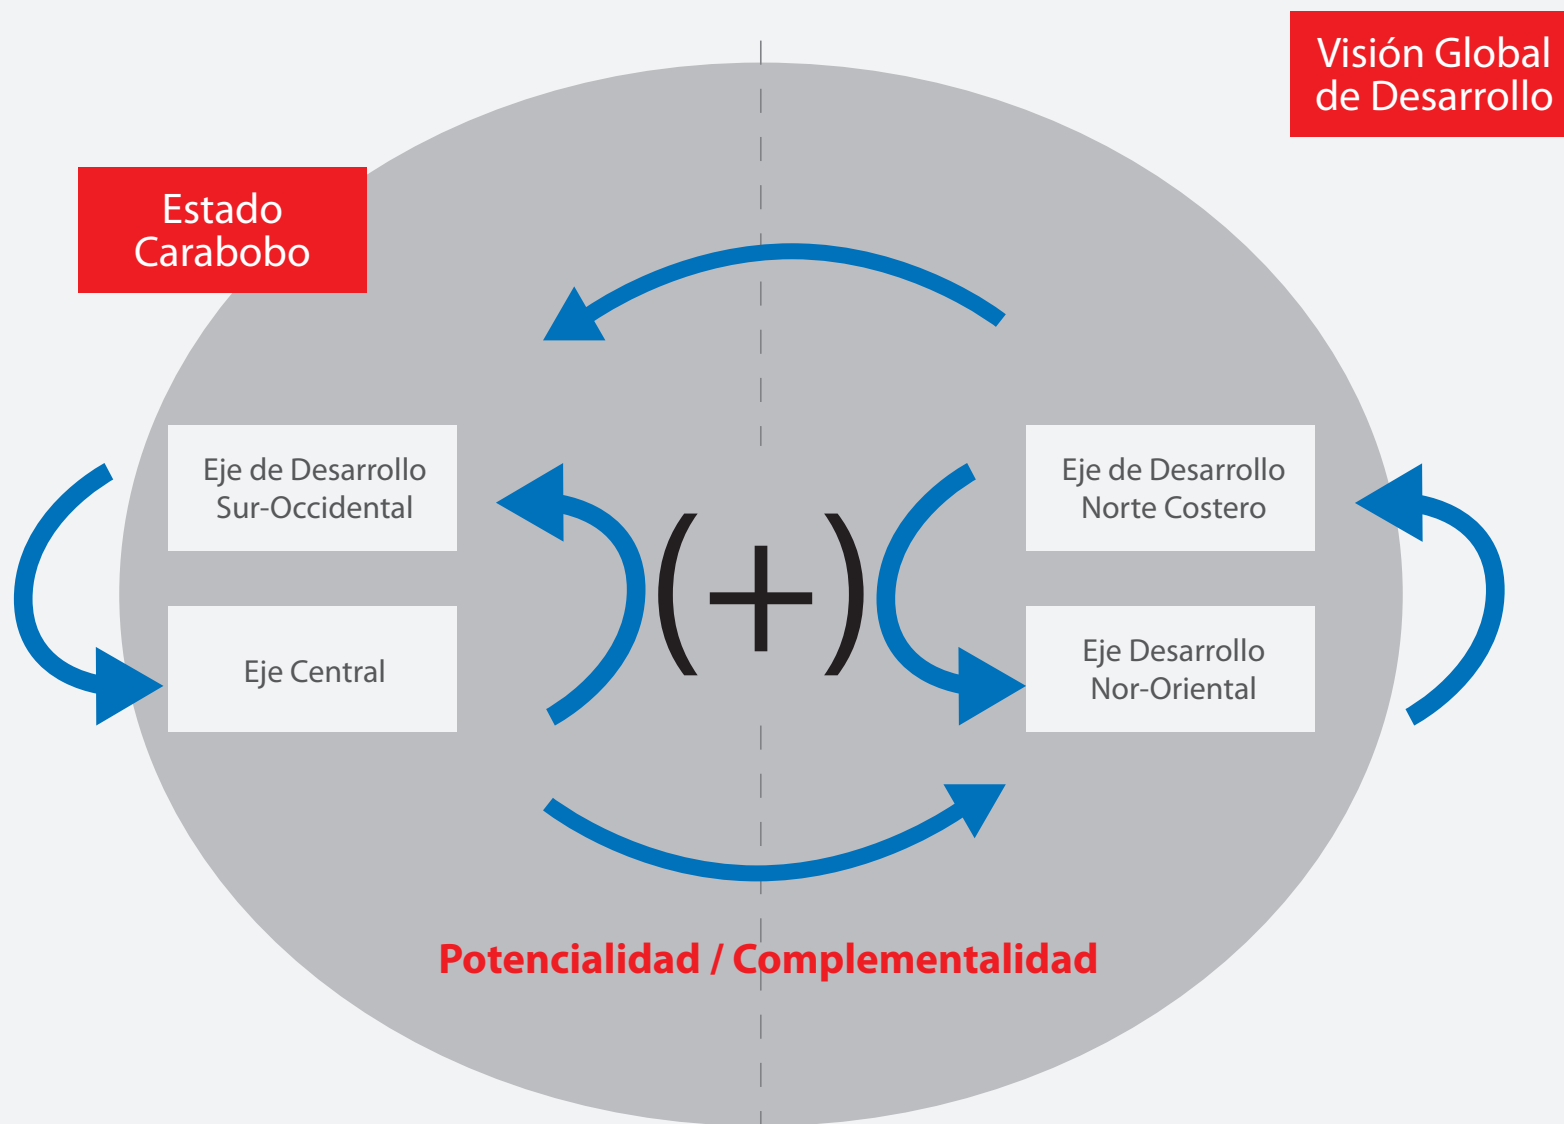 Visión Global
de Desarrollo
Estado
Carabobo
Eje de Desarrollo
Sur-Occidental
Eje Central
(+)
Eje de Desarrollo
Norte Costero
Eje Desarrollo
Nor-Oriental
Potencialidad / Complementalidad